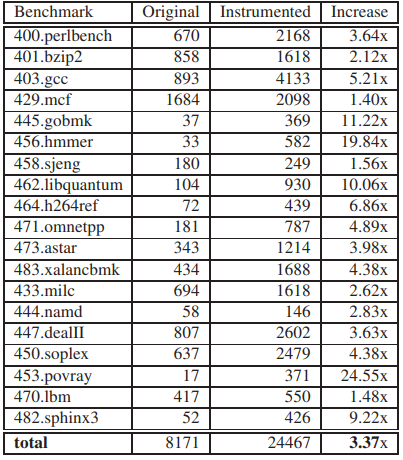 Benchmark Original Instrumented Increase
400.perlbench 670 2168 3.64x
401.bzip2 858 1618 2.12x
403.gcc 893 4133 5.21x
429.mcf 1684 2098 1.40x
445.gobmk 37 369 11.22x
456.hmmer 33 582 19.84x
458.sjeng 180 249 1.56x
462.libquantum 104 930 10.06x
464.h264ref 72 439 6.86x
471.omnetpp 181 787 4.89x
473.astar 343 1214 3.98x
483.xalancbmk 434 1688 4.38x
433.milc 694 1618 2.62x
444.namd 58 146 2.83x
447.dealII 807 2602 3.63x
450.soplex 637 2479 4.38x
453.povray 17 371 24.55x
470.lbm 417 550 1.48x
482.sphinx3 52 426 9.22x
total 8171 24467 3.37x